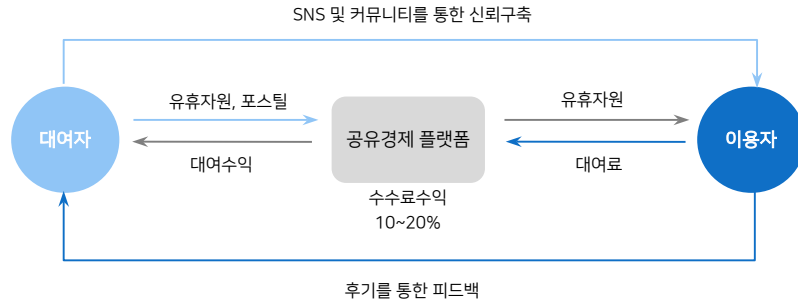 SNS 및 커뮤니티를 통한 신뢰구축
유휴자원, 포스틸
유휴자원
대여자
공유경제 플랫폼
이용자
대여수익
대여료
수수료수익
10~20%
후기를 통한 피드백